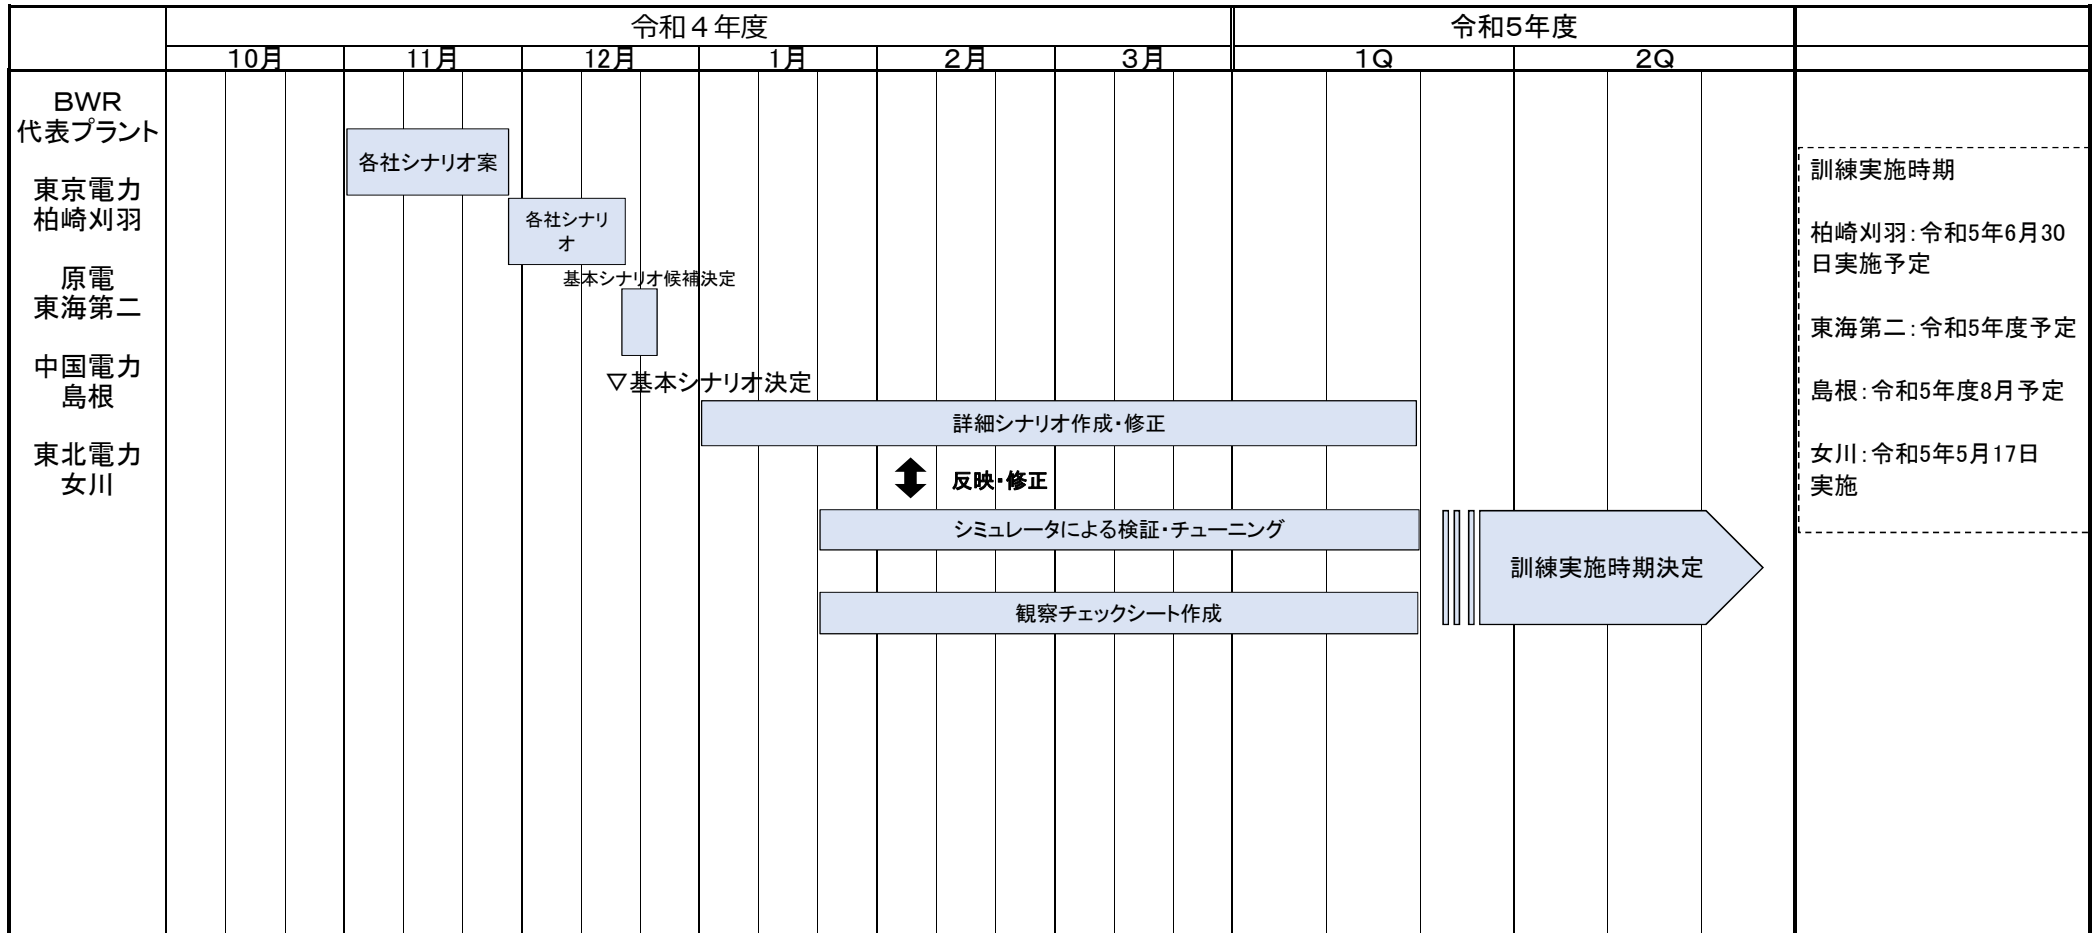 令和４年度
令和5年度
10月
11月
12月
1月
２月
３月
1Q
2Q
BWR
代表プラント
東京電力
柏崎刈羽
原電
東海第二
中国電力
島根
東北電力
女川
各社シナリオ案
各社シナリ
オ
基本シナリオ候補決定
▽基本シナリオ決定
詳細シナリオ作成・修正
反映・修正
シミュレータによる検証・チューニング
観察チェックシート作成
訓練実施時期決定
訓練実施時期
柏崎刈羽：令和5年6月30
日実施予定
東海第二：令和5年度予定
島根：令和5年度8月予定
女川：令和5年5月17日
実施